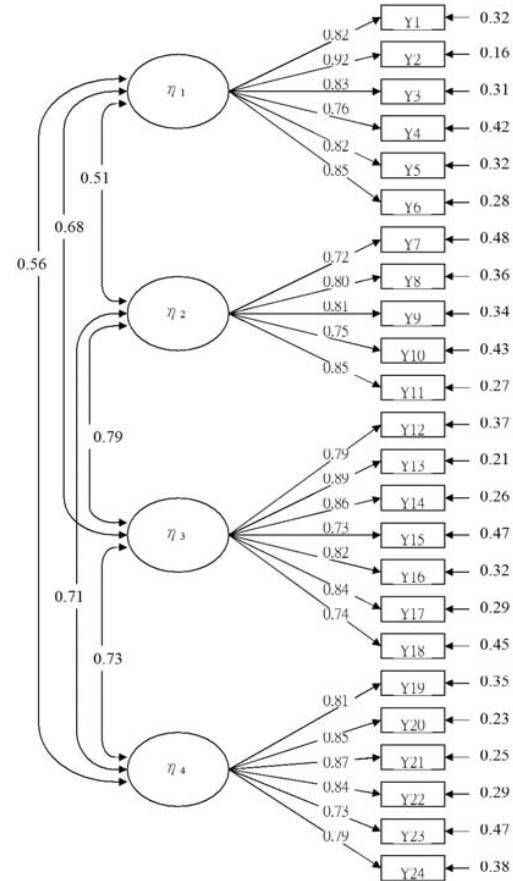 0.82 Y1 0.32
0.92 Y2 0.16
0.83 Y3 0.31
0.76 Y4 0.42
0.82 Y5 0.32
0.85 Y6 0.28
η 1
0.51
0.68
0.56
0.72 Y7 0.48
0.80 Y8 0.36
0.81 Y9 0.34
0.75 Y10 0.43
0.85 Y11 0.27
η 2
0.79
0.79 Y12 0.37
0.89 Y13 0.21
0.86 Y14 0.26
0.73 Y15 0.47
0.82 Y16 0.32
0.84 Y17 0.29
0.74 Y18 0.45
η 3
0.71
0.73
0.81 Y19 0.35
0.85 Y20 0.23
0.87 Y21 0.25
0.84 Y22 0.29
0.73 Y23 0.47
0.79 Y24 0.38
η 4